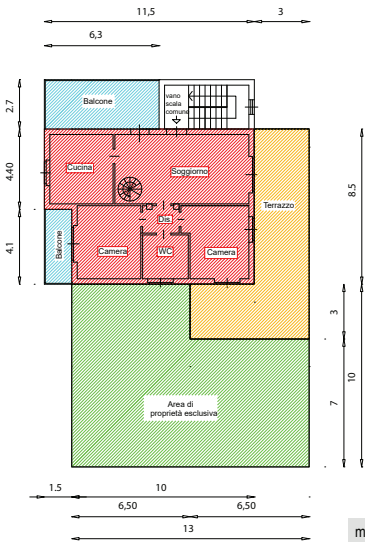 11,5
3
6,3
Balcone
vano
scala
comune
2.7
Cucina
Soggiorno
4.40
8.5
Dis.
Terrazzo
Balcone
Camera
WC
Camera
4.1
3
10
Area di
proprietà esclusiva
7
1.5
10
6,50
6,50
13
m